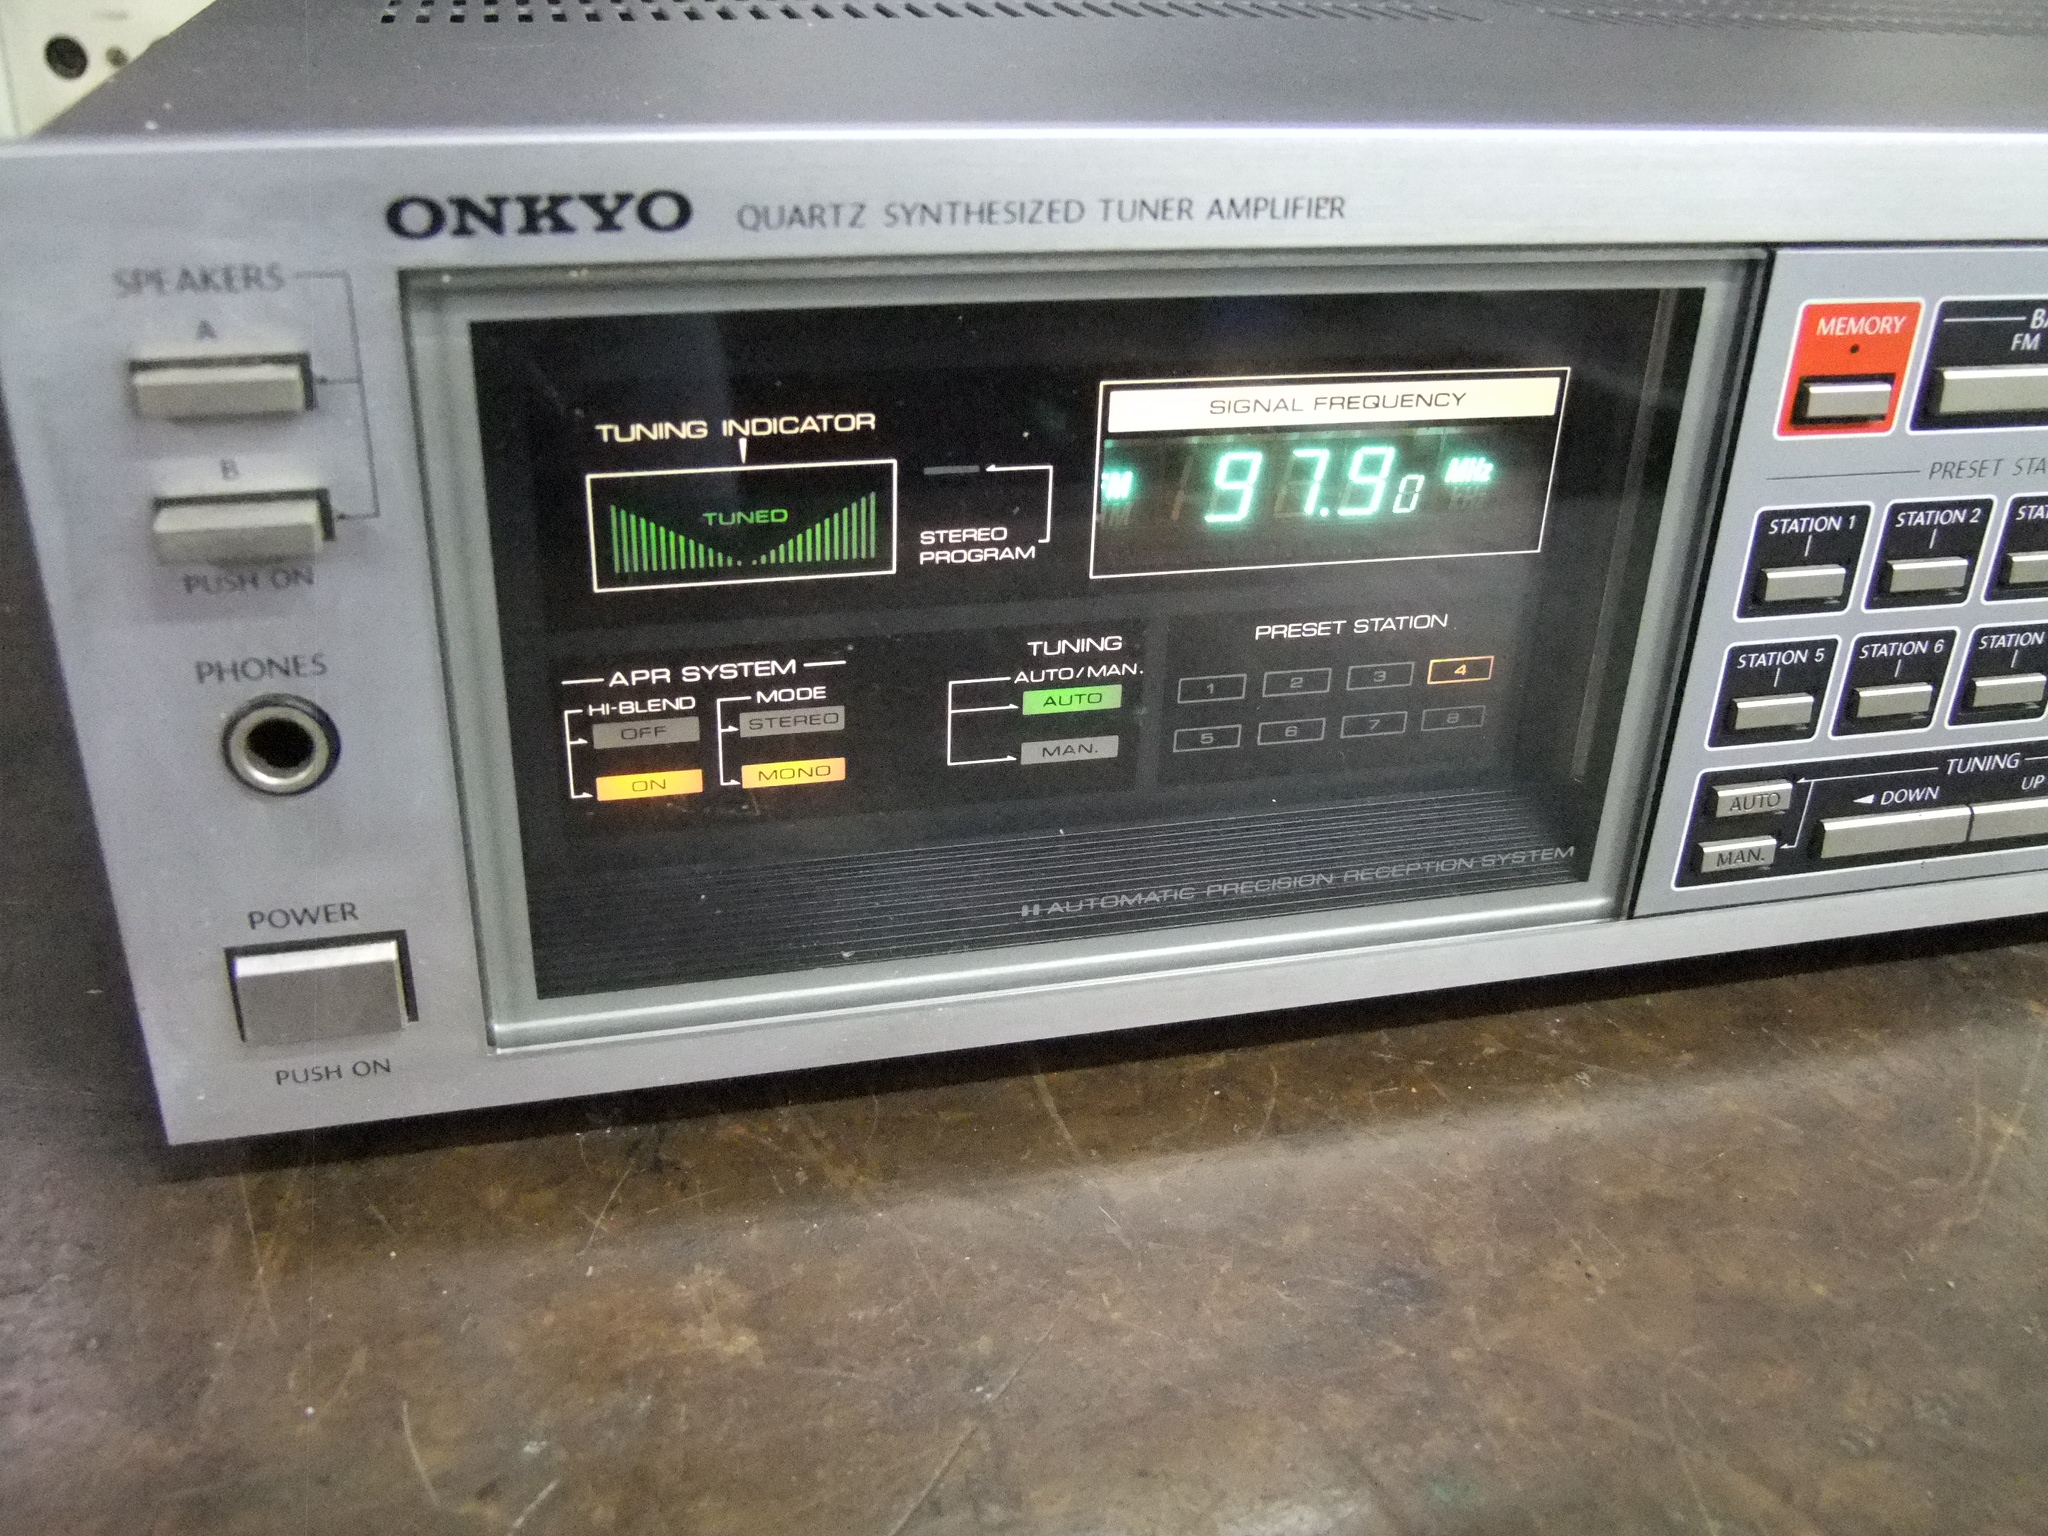 ONKYO QUARTZ SYNTHESIZED TUNER AMPLIFIER
SPEAKERS
A
B
PUSH ON
PHONES
POWER
PUSH ON
TUNING INDICATOR
TUNED
STEREO
PROGRAM
SIGNAL FREQUENCY
FM 97.90 MHz
APR SYSTEM
HI-BLEND
OFF
ON
MODE
STEREO
MONO
TUNING
AUTO/MAN.
AUTO
MAN.
PRESET STATION
1 2 3 4
5 6 7 8
AUTOMATIC PRECISION RECEPTION SYSTEM
MEMORY
FM
PRESET
STATION 1 STATION 2
STATION 5 STATION 6 STATION
TUNING
AUTO
MAN.
DOWN UP